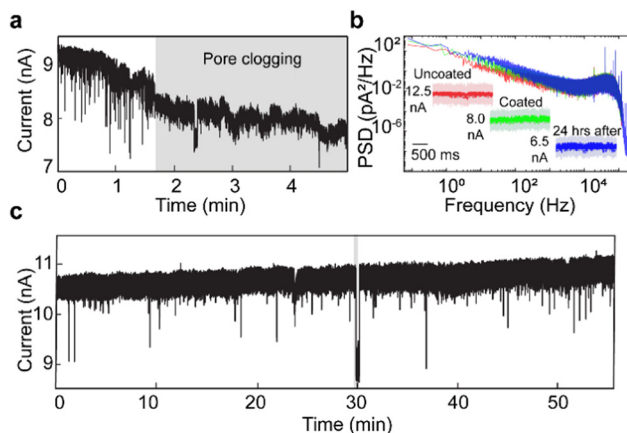 a
Current (nA)
9
8
7
Pore clogging
0
1
2
3
4
Time (min)
b
PSD (pA²/Hz)
10²
10⁻²
10⁻⁶
Uncoated
12.5
nA
Coated
8.0
nA
24 hrs after
6.5
nA
500 ms
10⁰
10²
10⁴
Frequency (Hz)
c
Current (nA)
11
10
9
0
10
20
30
40
50
Time (min)